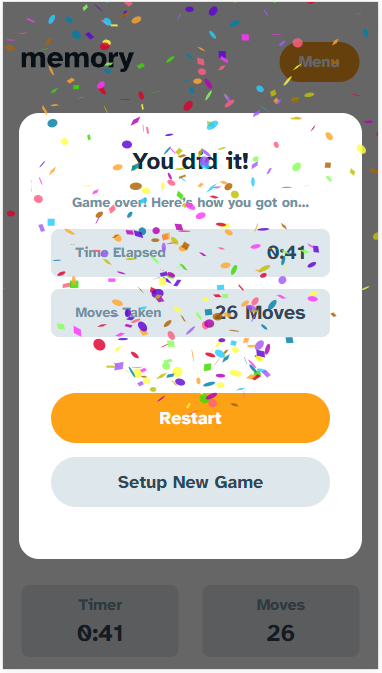 memory
Menu
You did it!
Game over! Here's how you got on...
Time Elapsed 0:41
Moves Taken 26 Moves
Restart
Setup New Game
Timer Moves
0:41 26